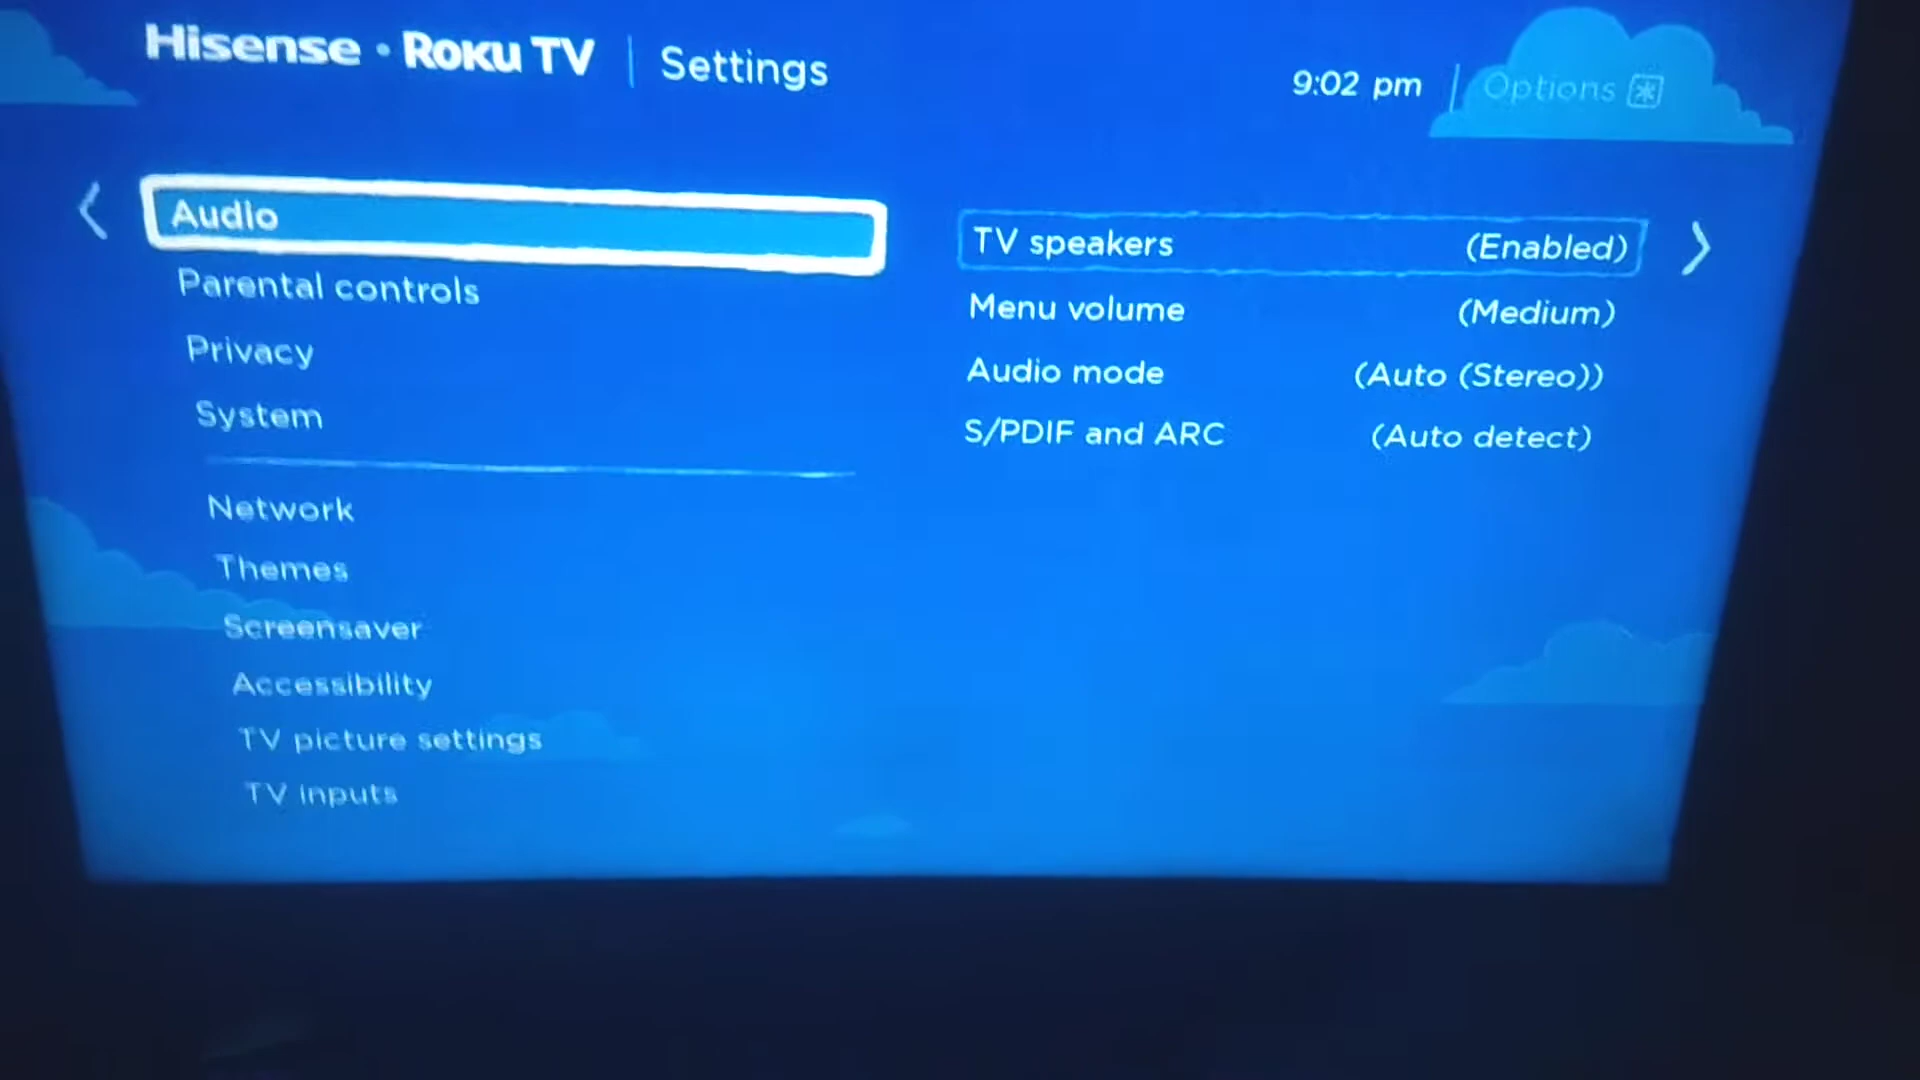 Hisense • Roku TV | Settings
9:02 pm | Options
Audio
Parental controls
Privacy
System
Network
Themes
Screensaver
Accessibility
TV picture settings
TV inputs
TV speakers (Enabled)
Menu volume (Medium)
Audio mode (Auto (Stereo))
S/PDIF and ARC (Auto detect)